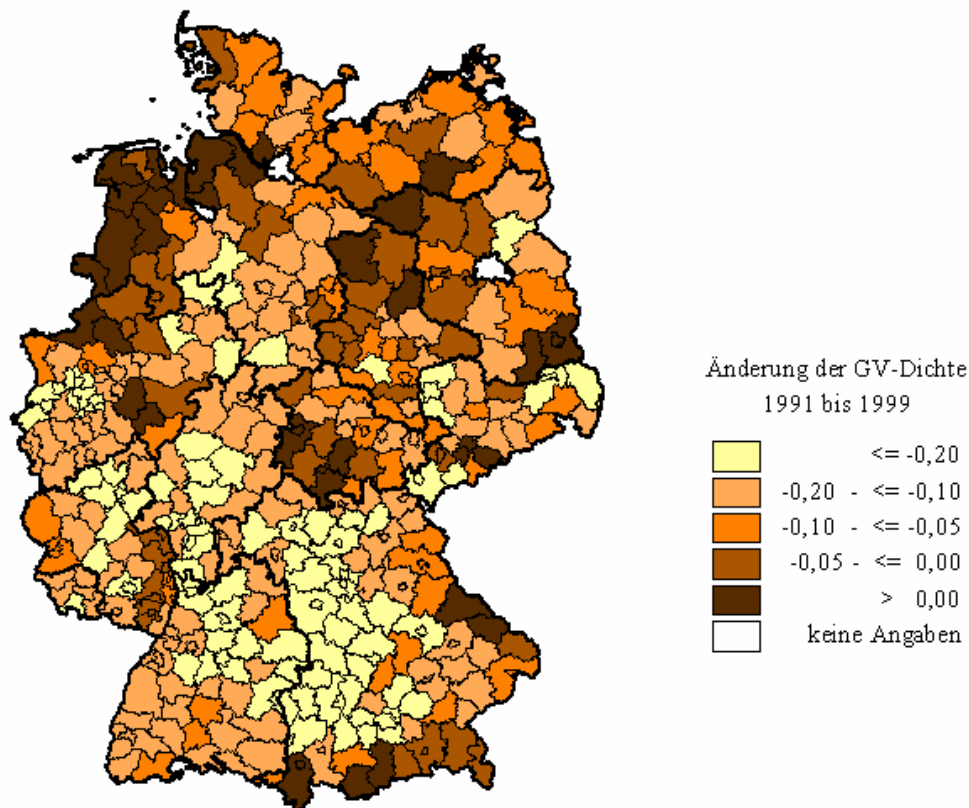 Änderung der GV-Dichte
1991 bis 1999
<= -0,20
-0,20 - <= -0,10
-0,10 - <= -0,05
-0,05 - <= 0,00
> 0,00
keine Angaben